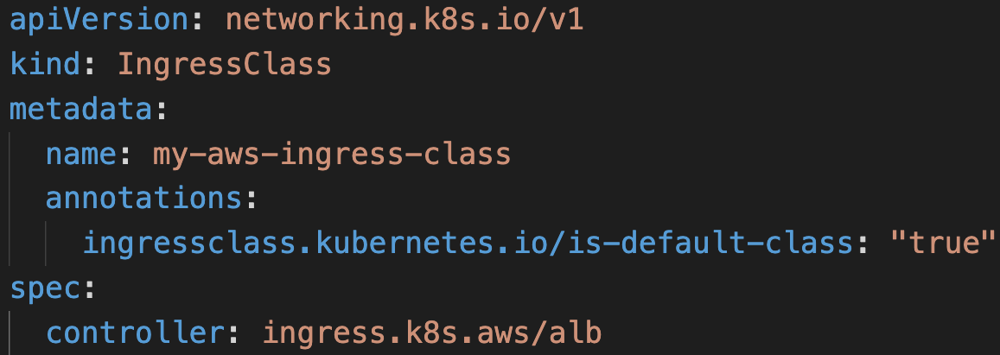 apiVersion: networking.k8s.io/v1
kind: IngressClass
metadata:
  name: my-aws-ingress-class
  annotations:
    ingressclass.kubernetes.io/is-default-class: "true"
spec:
  controller: ingress.k8s.aws/alb